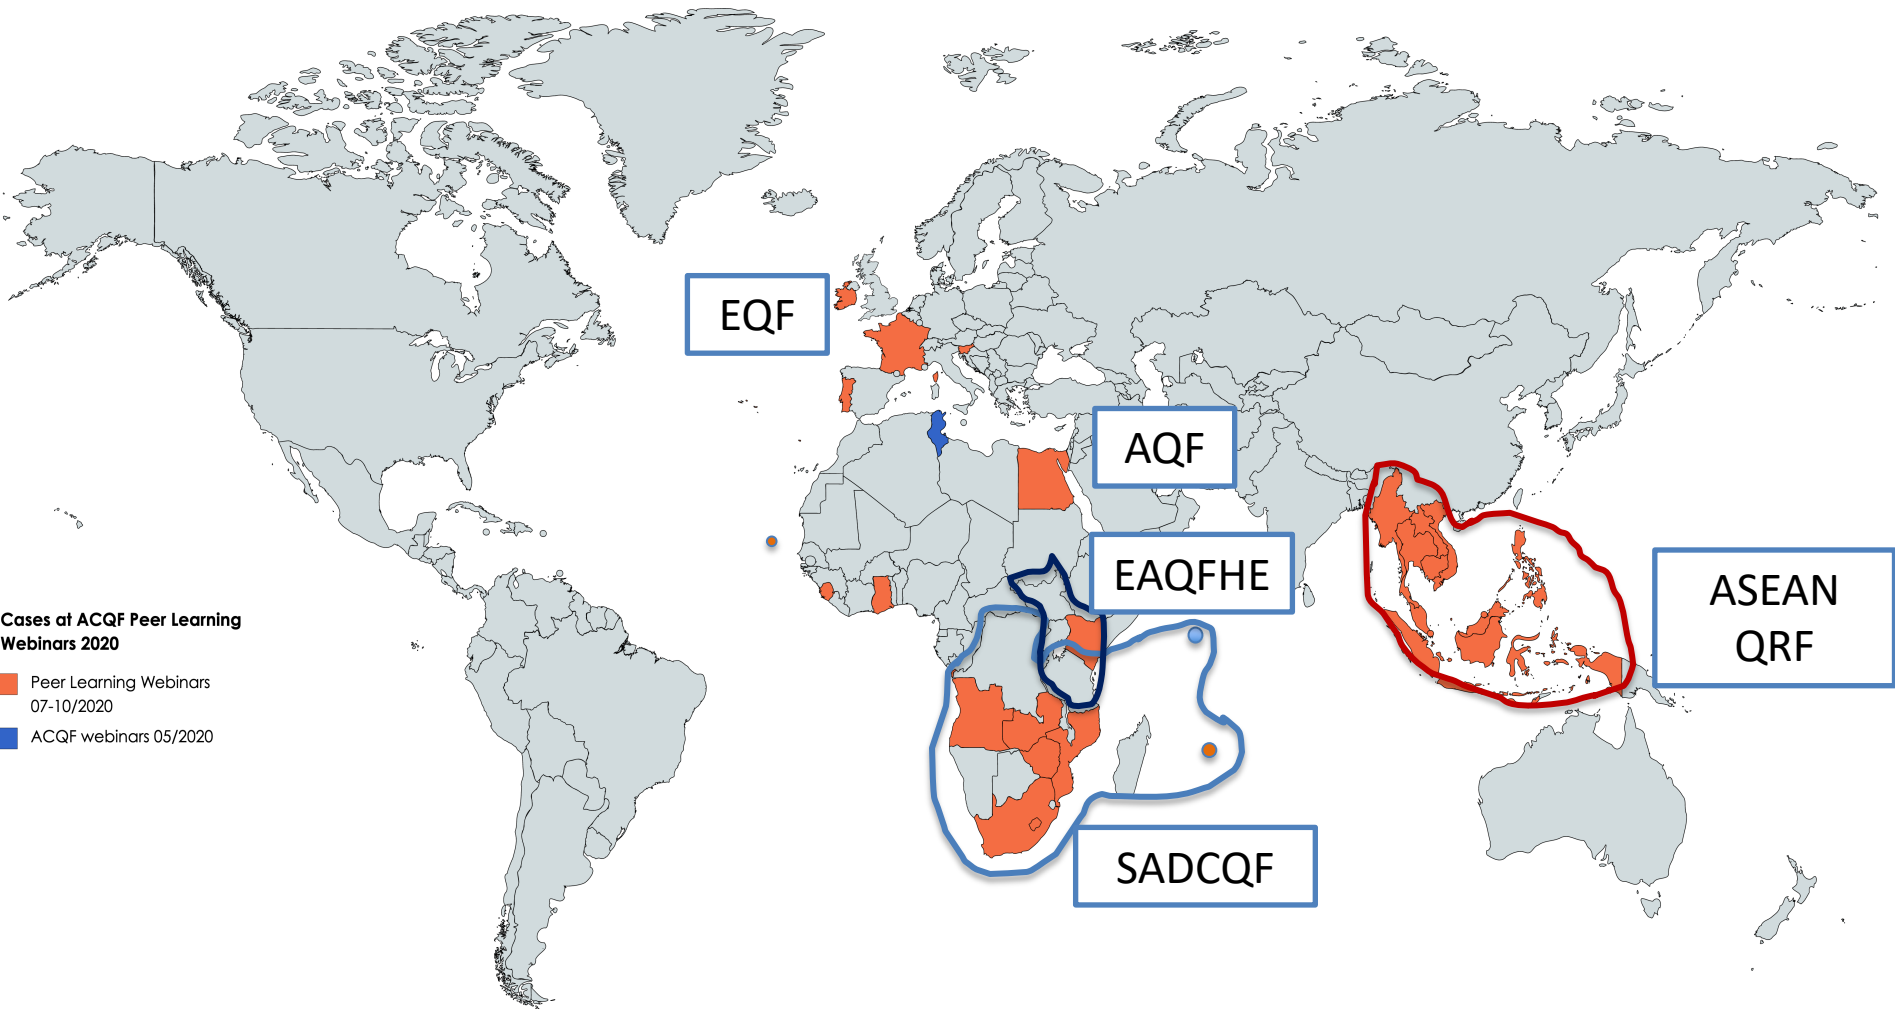 EQF
AQF
EAQFHE
ASEAN
QRF
SADCQF
Cases at ACQF Peer Learning
Webinars 2020
Peer Learning Webinars
07-10/2020
ACQF webinars 05/2020